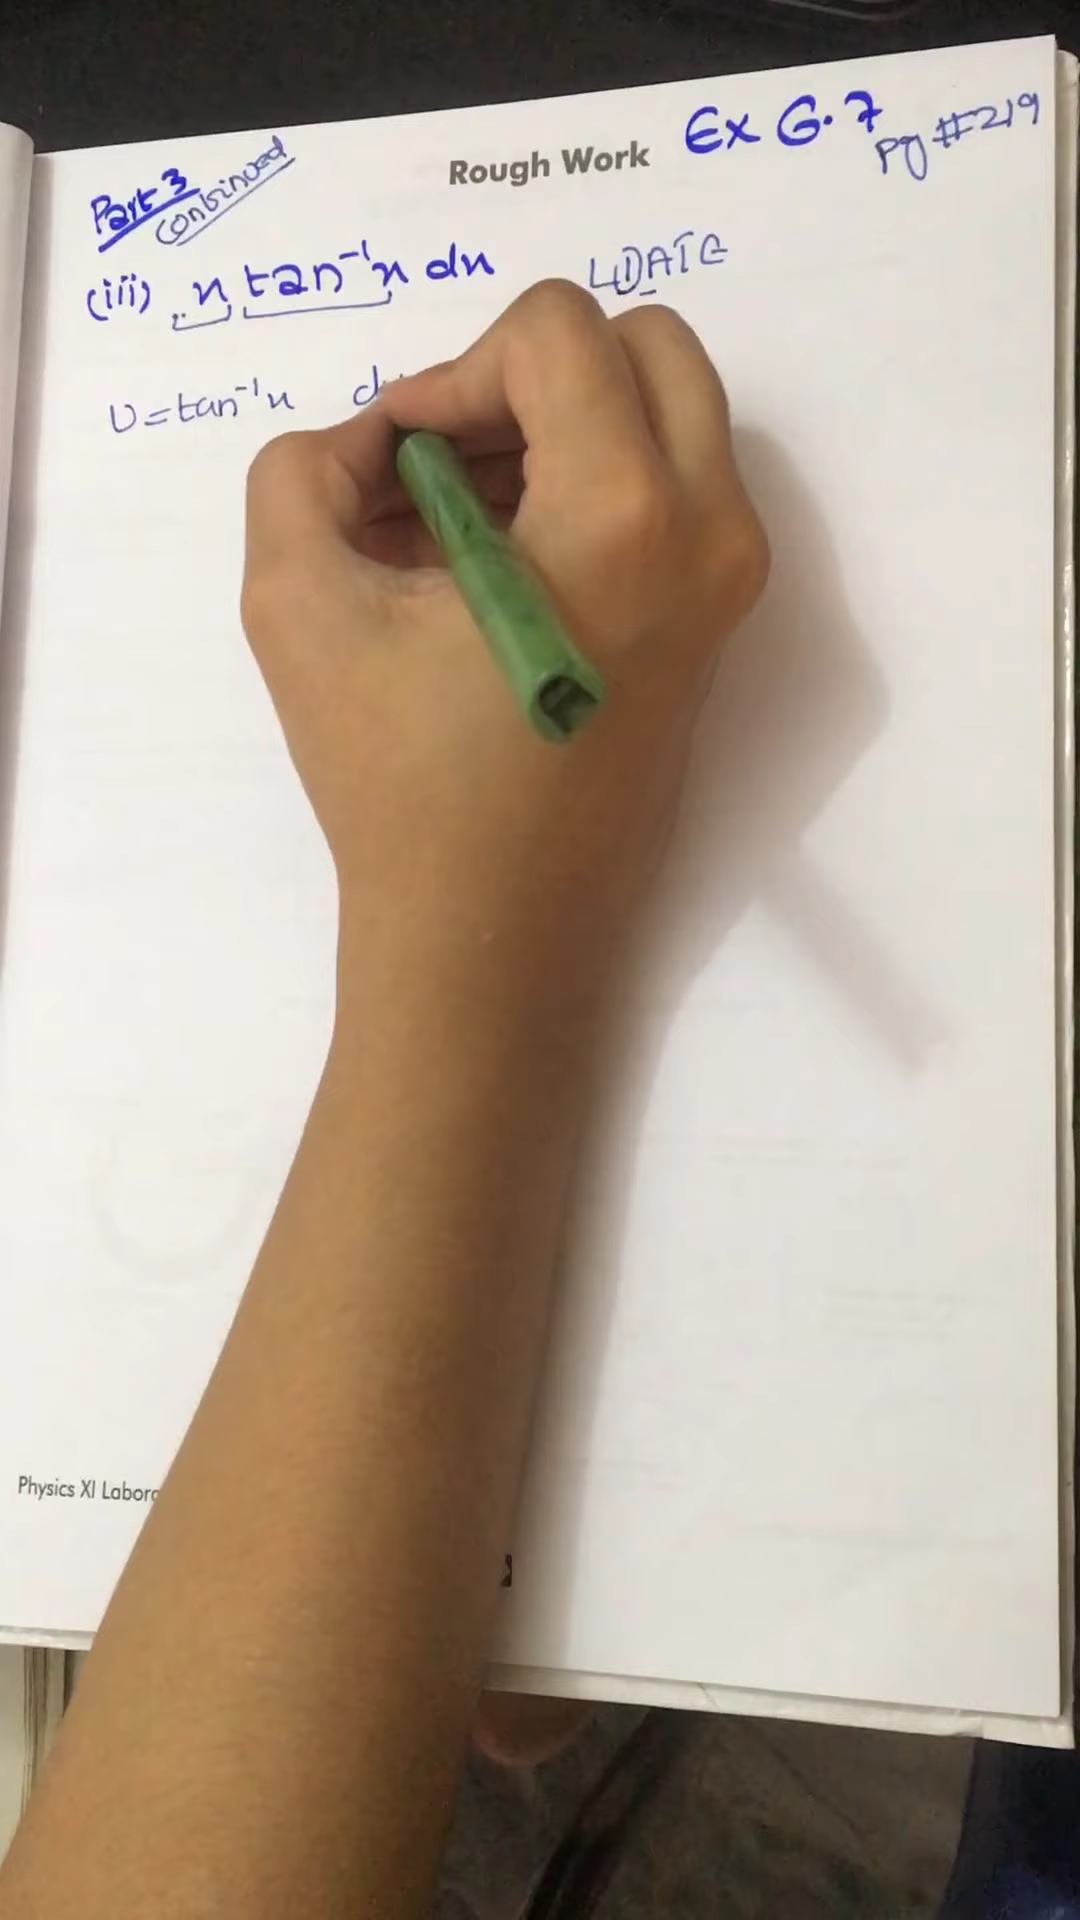 Ex 6.7
Rough Work
pg #219
Part 3
Continued
(iii) x tan⁻¹x dx
LIATE
U=tan⁻¹x
Physics XI